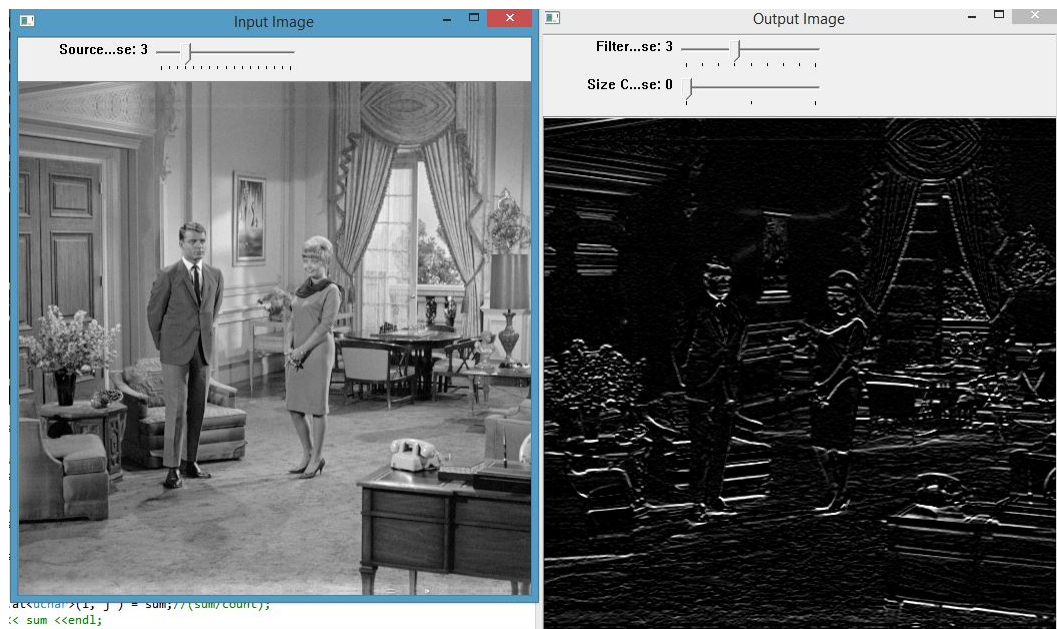 Input Image
Source...se: 3
Output Image
Filter...se: 3
Size C...se: 0
.at<uchar>(i, j ) = sum;//(sum/count);
<< sum <<endl;